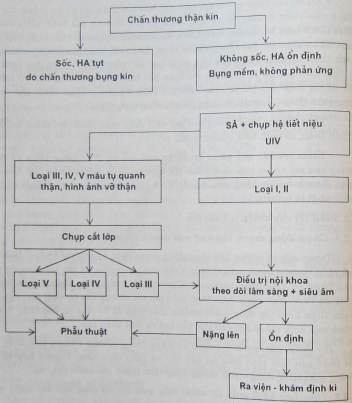 Chấn thương thận kín
Sốc, HA tụt
do chấn thương bụng kín
Không sốc, HA ổn định
Bụng mềm, không phản ứng
SÂ + chụp hệ tiết niệu
UIV
Loại III, IV, V máu tụ quanh
thận, hình ảnh vỡ thận
Loại I, II
Chụp cắt lớp
Loại V
Loại IV
Loại III
Điều trị nội khoa
theo dõi lâm sàng + siêu âm
Phẫu thuật
Nặng lên
Ổn định
Ra viện - khám định kì